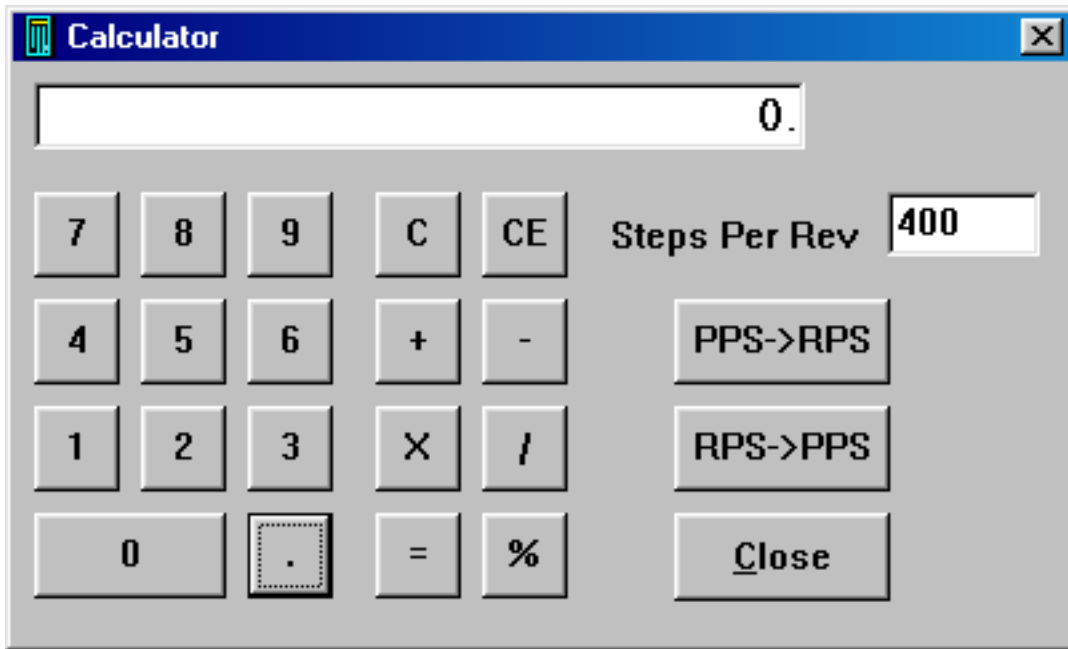 Calculator
0.
7 8 9 C CE Steps Per Rev 400
4 5 6 + - PPS->RPS
1 2 3 X / RPS->PPS
0 . = % Close